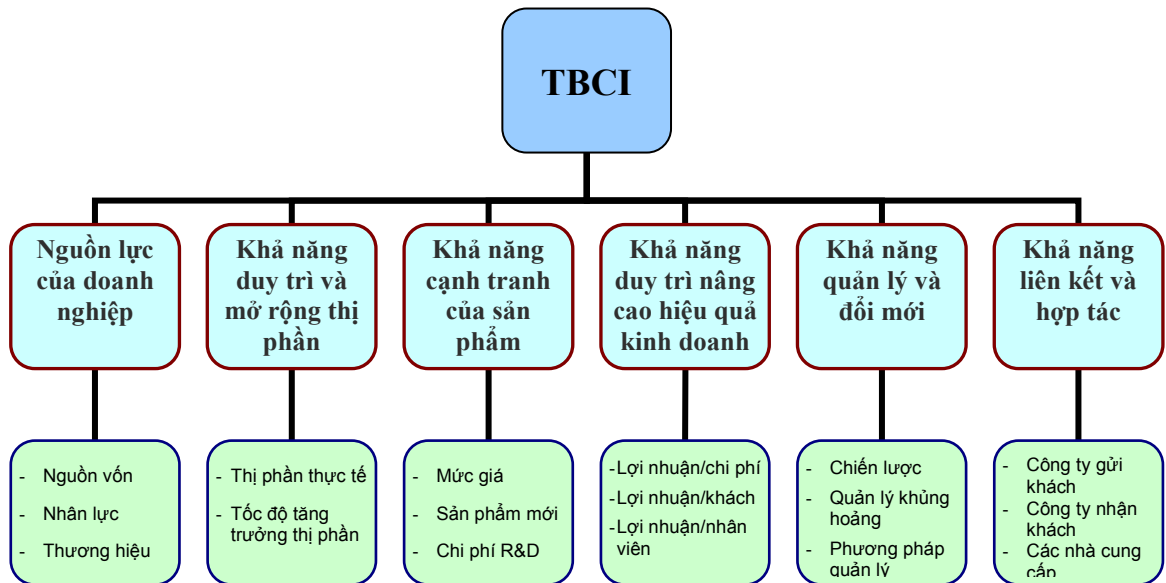 TBCI
Nguồn lực
của doanh
nghiệp
Khả năng
duy trì và
mở rộng thị
phần
Khả năng
cạnh tranh
của sản
phẩm
Khả năng
duy trì nâng
cao hiệu quả
kinh doanh
Khả năng
quản lý và
đổi mới
Khả năng
liên kết và
hợp tác
- Nguồn vốn
- Nhân lực
- Thương hiệu
- Thị phần thực tế
- Tốc độ tăng
trưởng thị phần
- Mức giá
- Sản phẩm mới
- Chi phí R&D
-Lợi nhuận/chi phí
-Lợi nhuận/khách
-Lợi nhuận/nhân
viên
- Chiến lược
- Quản lý khủng
hoảng
- Phương pháp
quản lý
- Công ty gửi
khách
- Công ty nhận
khách
- Các nhà cung
cấp